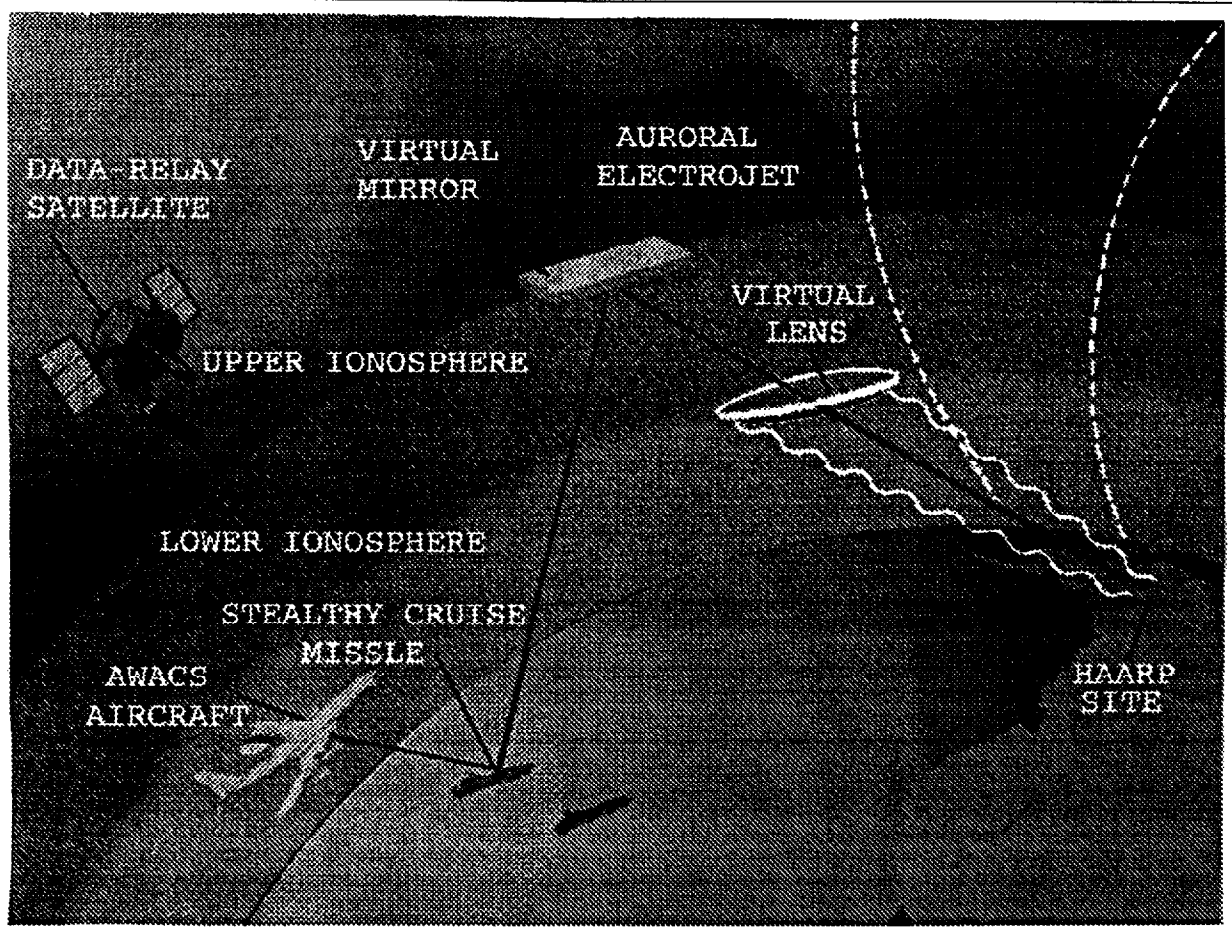 DATA-RELAY
SATELLITE
VIRTUAL
MIRROR
AURORAL
ELECTROJET
VIRTUAL
LENS
UPPER IONOSPHERE
LOWER IONOSPHERE
STEALTHY CRUISE
MISSLE
AWACS
AIRCRAFT
HAARP
SITE